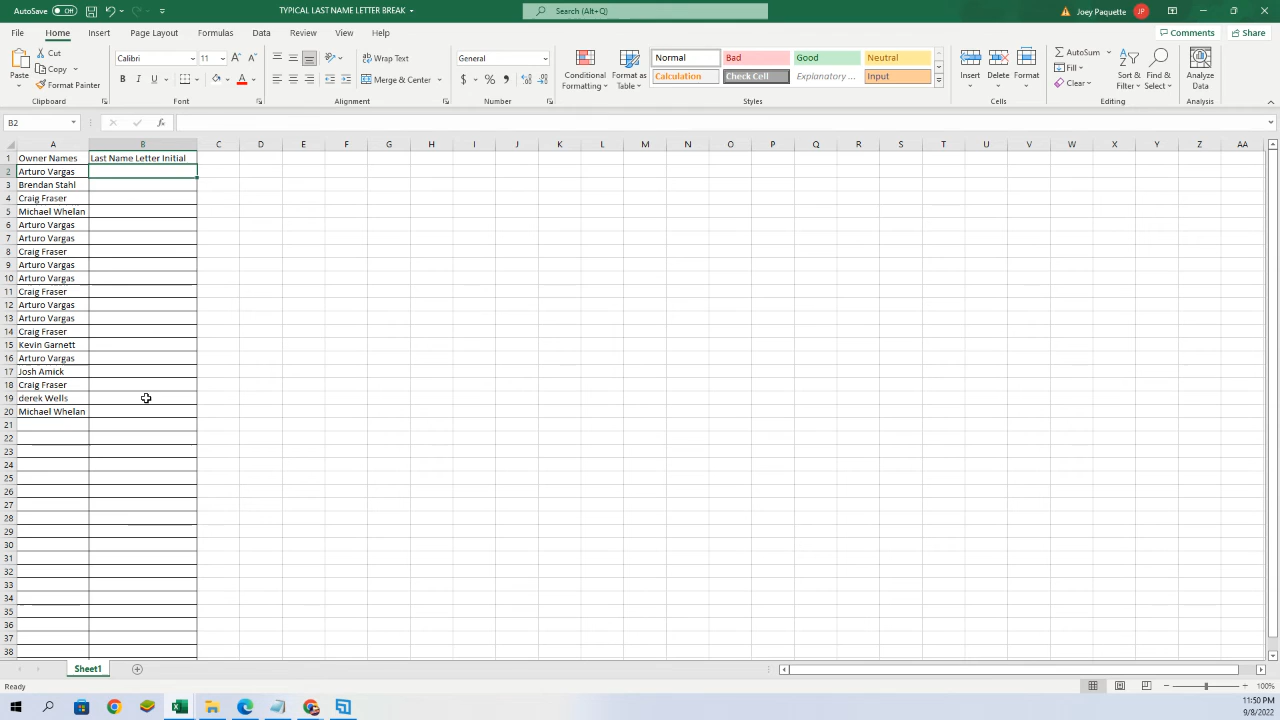 AutoSave Off
TYPICAL LAST NAME LETTER BREAK
Search (Alt+Q)
Joey Paquette JP
File Home Insert Page Layout Formulas Data Review View Help
Comments Share
Paste
Cut
Copy
Format Painter
Clipboard
Calibri 11
B I U
Font
Wrap Text
Merge & Center
Alignment
General
$ % ,
Number
Conditional Formatting
Format as Table
Normal Bad Good Neutral
Calculation Check Cell Explanatory ... Input
Styles
Insert Delete Format
Cells
AutoSum
Fill
Clear
Sort & Filter
Find & Select
Editing
Analyze Data
Analysis
B2 fx
A B C D E F G H I J K L M N O P Q R S T U V W X Y Z AA
1 Owner Names Last Name Letter Initial
2 Arturo Vargas
3 Brendan Stahl
4 Craig Fraser
5 Michael Whelan
6 Arturo Vargas
7 Arturo Vargas
8 Craig Fraser
9 Arturo Vargas
10 Arturo Vargas
11 Craig Fraser
12 Arturo Vargas
13 Arturo Vargas
14 Craig Fraser
15 Kevin Garnett
16 Arturo Vargas
17 Josh Amick
18 Craig Fraser
19 derek Wells
20 Michael Whelan
21
22
23
24
25
26
27
28
29
30
31
32
33
34
35
36
37
38
Sheet1
Ready
100%
11:50 PM
9/8/2022